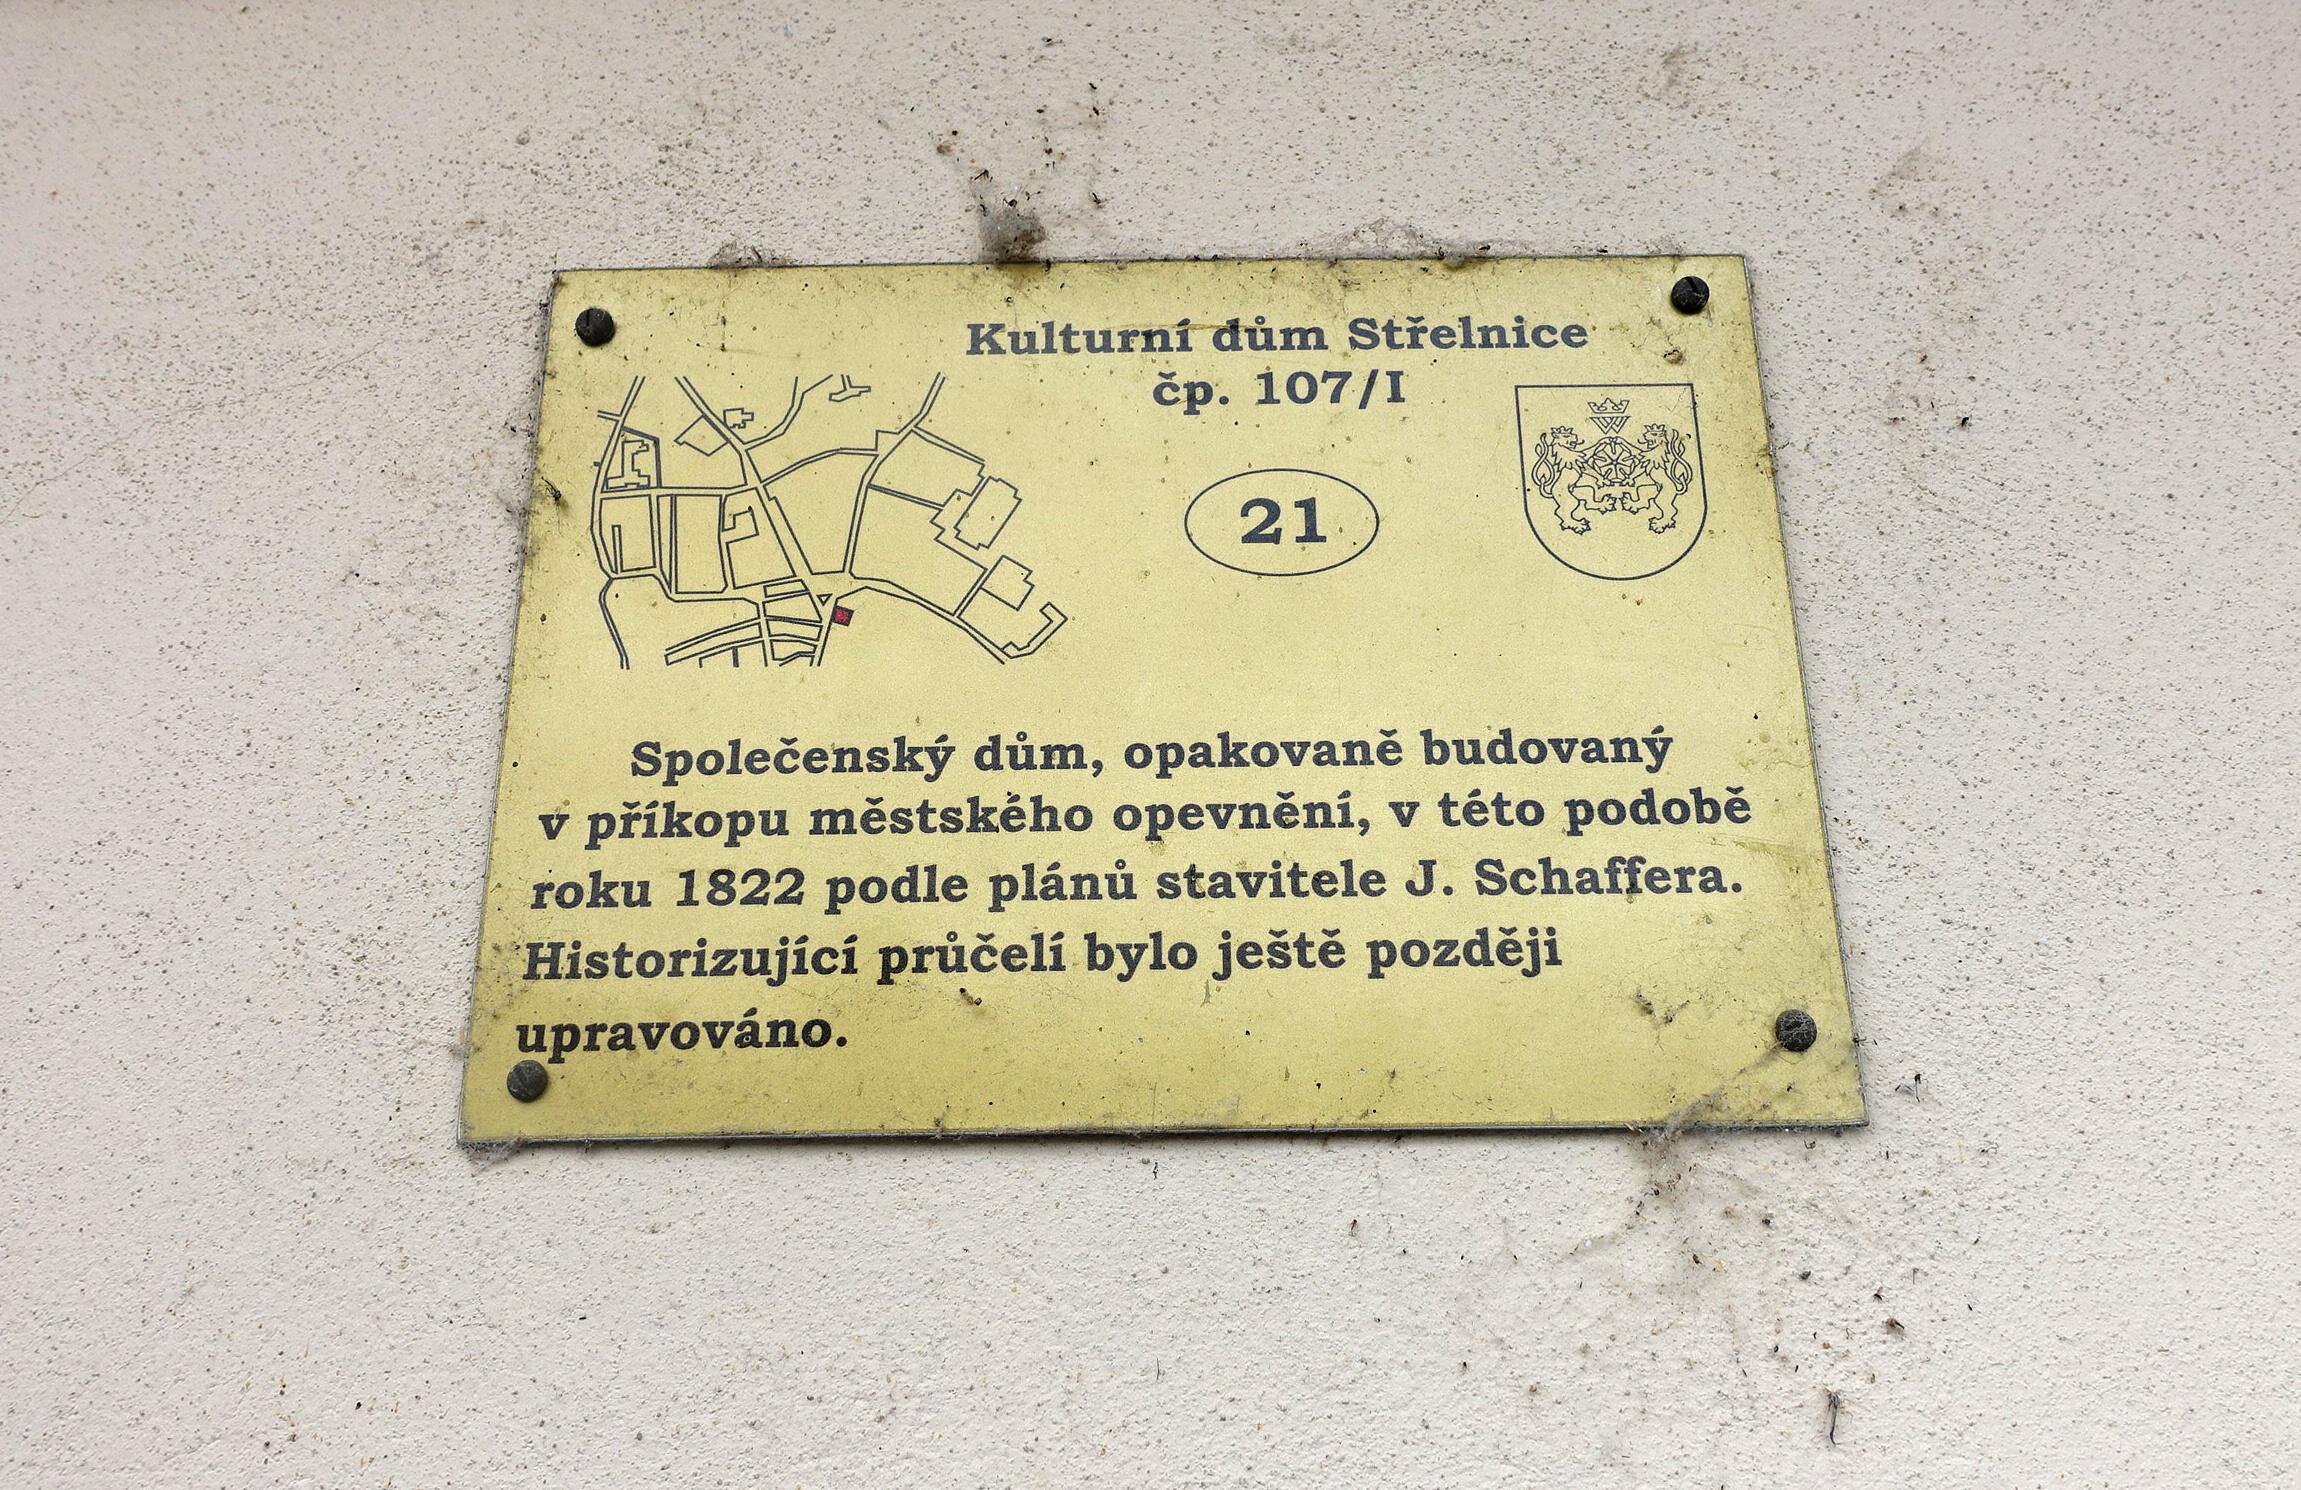 Kulturní dům Střelnice
čp. 107/I
W
21
Společenský dům, opakovaně budovaný
v příkopu městského opevnění, v této podobě
roku 1822 podle plánů stavitele J. Schaffera.
Historizující průčelí bylo ještě později
upravováno.